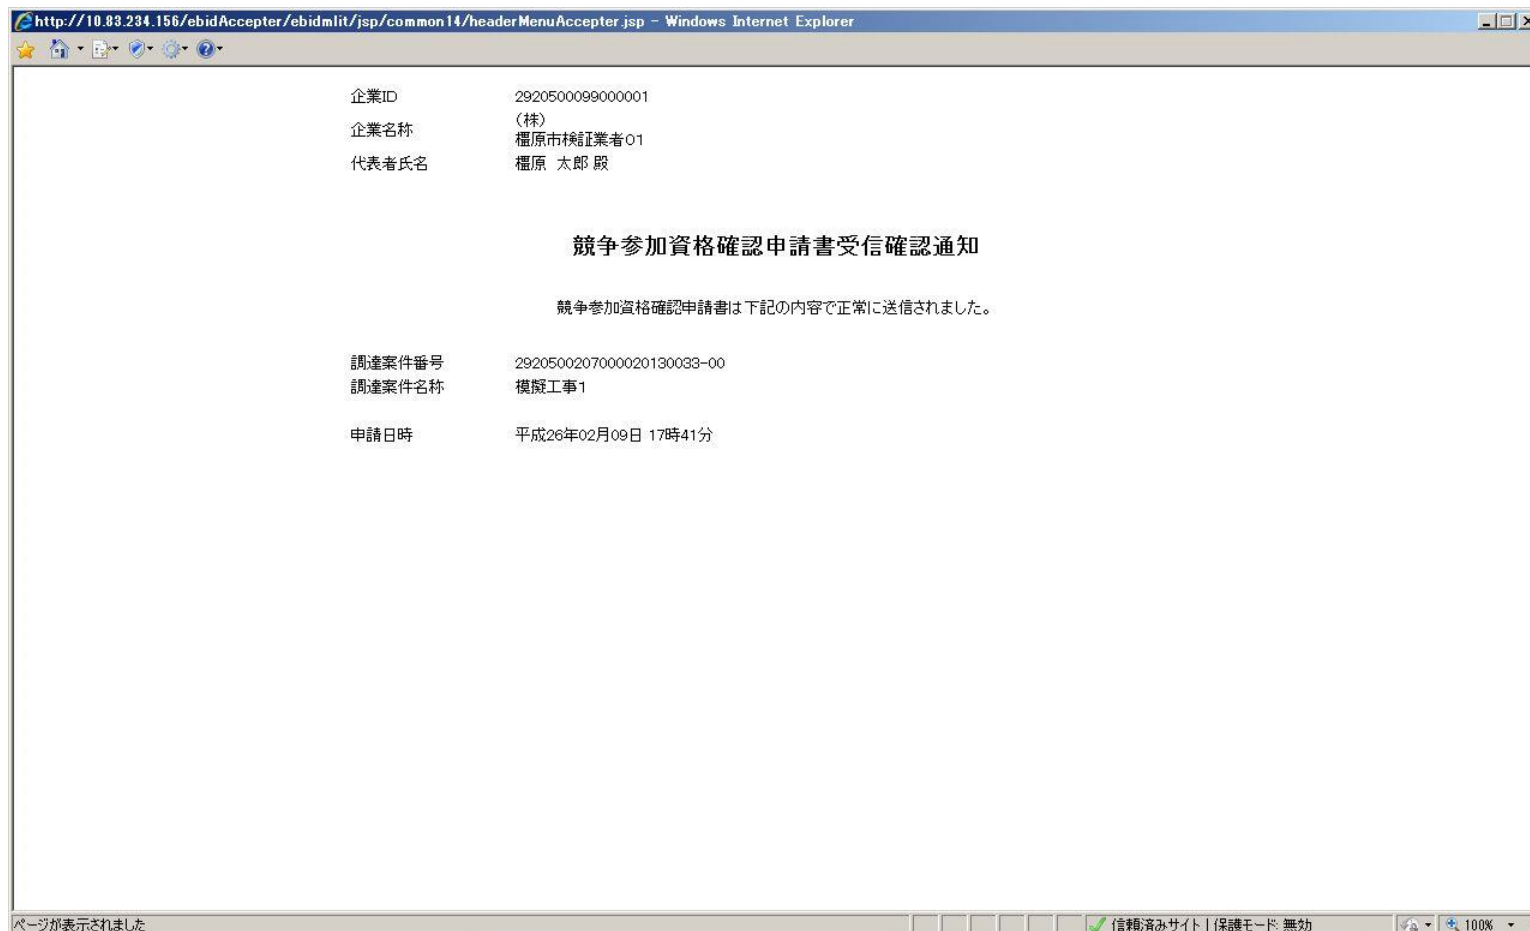 http://10.83.234.156/ebidAccepter/ebidmlit/jsp/common14/headerMenuAccepter.jsp - Windows Internet Explorer
企業ID 2920500099000001
企業名称 (株)
橿原市検証業者01
代表者氏名 橿原 太郎 殿
競争参加資格確認申請書受信確認通知
競争参加資格確認申請書は下記の内容で正常に送信されました。
調達案件番号 2920500207000020130033-00
調達案件名称 模擬工事1
申請日時 平成26年02月09日 17時41分
ページが表示されました 信頼済みサイト | 保護モード: 無効 100%